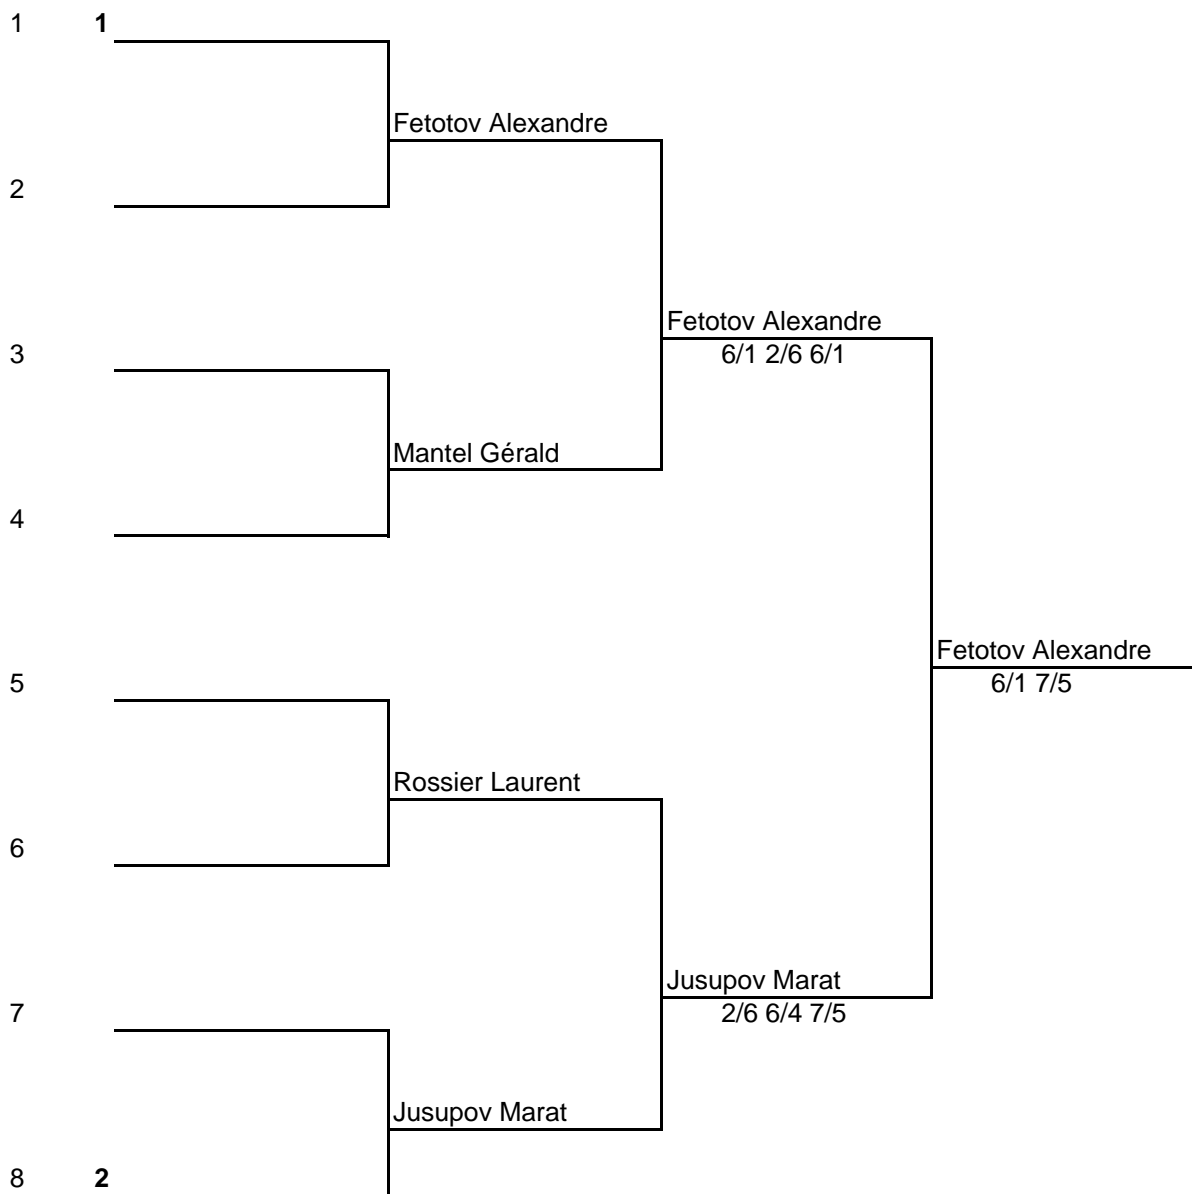 1 1
Fetotov Alexandre
2
Fetotov Alexandre
3 6/1 2/6 6/1
Mantel Gérald
4
Fetotov Alexandre
5 6/1 7/5
Rossier Laurent
6
Jusupov Marat
7 2/6 6/4 7/5
Jusupov Marat
8 2